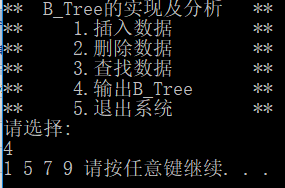 ** B_Tree的实现及分析 **
** 1.插入数据 **
** 2.删除数据 **
** 3.查找数据 **
** 4.输出B_Tree **
** 5.退出系统 **
请选择:
4
1 5 7 9 请按任意键继续. . .